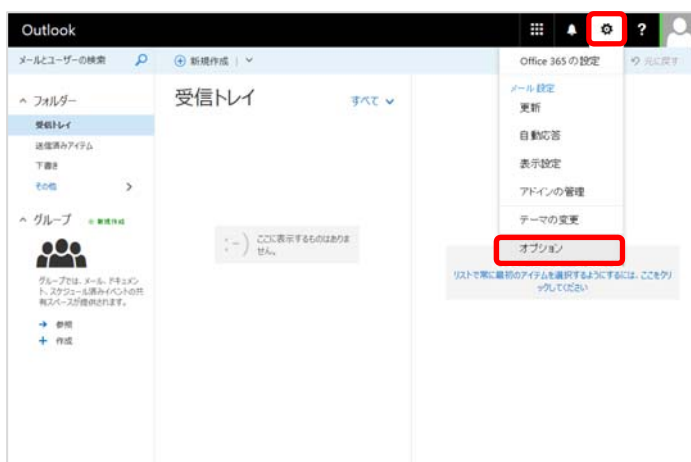 Outlook
?
メールとユーザーの検索
新規作成 |
元に戻す
Office 365 の設定
メール設定
更新
自動応答
表示設定
アドインの管理
テーマの変更
オプション
フォルダー
受信トレイ
送信済みアイテム
下書き
その他
グループ
新規作成
グループでは、メール、ドキュメン
ト、スケジュール済みイベントの共
有スペースが提供されます。
参照
作成
受信トレイ
すべて
:-)
ここに表示するものはありま
せん。
リストで常に最初のアイテムを選択するようにするには、ここをクリ
ックしてください